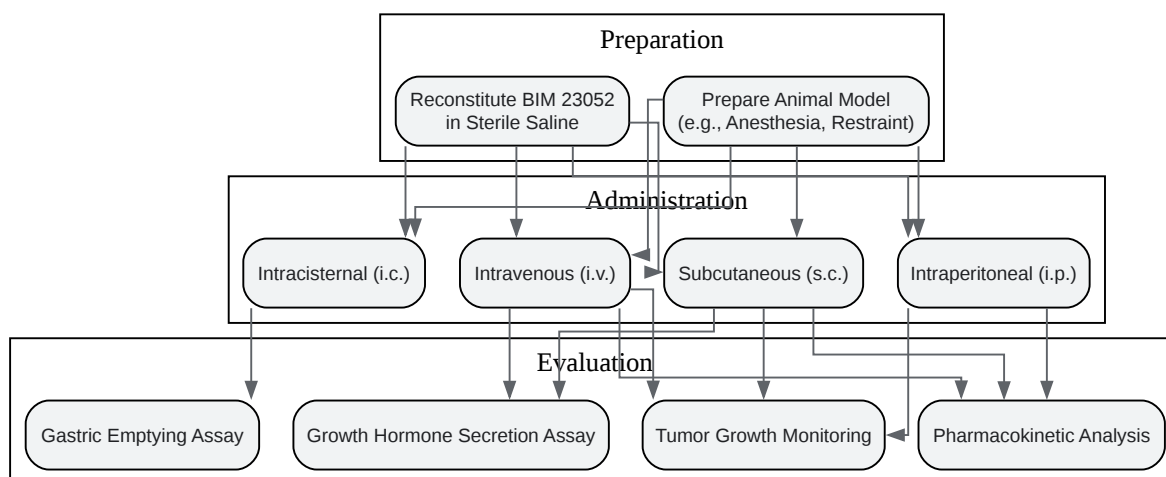 Preparation
Reconstitute BIM 23052
in Sterile Saline
Prepare Animal Model
(e.g., Anesthesia, Restraint)
Administration
Intracisternal (i.c.)
Intravenous (i.v.)
Subcutaneous (s.c.)
Intraperitoneal (i.p.)
Evaluation
Gastric Emptying Assay
Growth Hormone Secretion Assay
Tumor Growth Monitoring
Pharmacokinetic Analysis